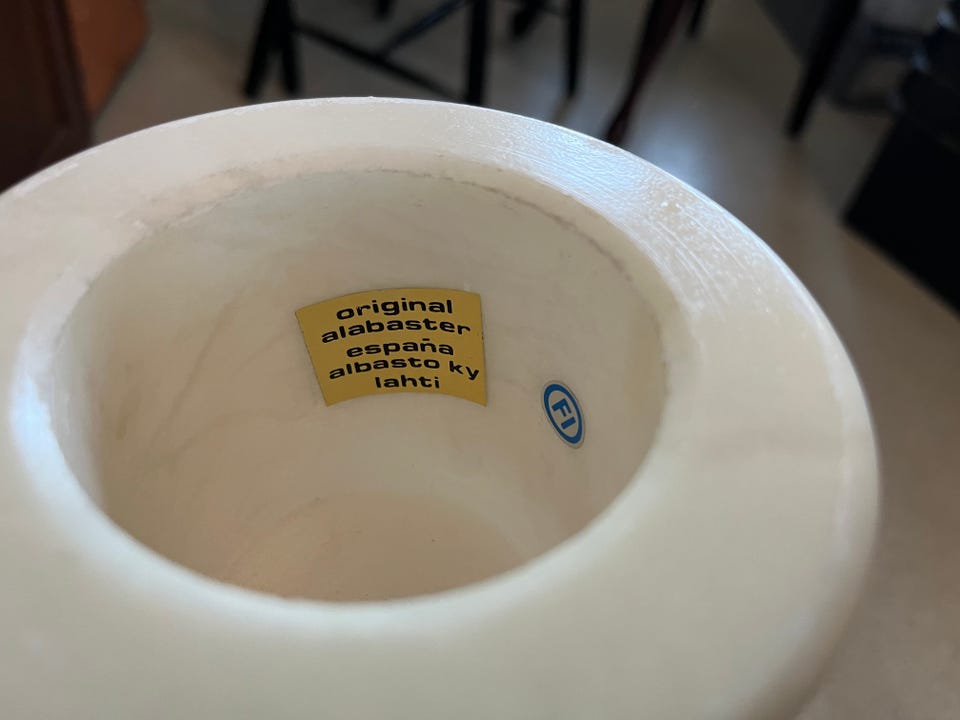 original
alabaster
españa
albasto ky
lahti
FI